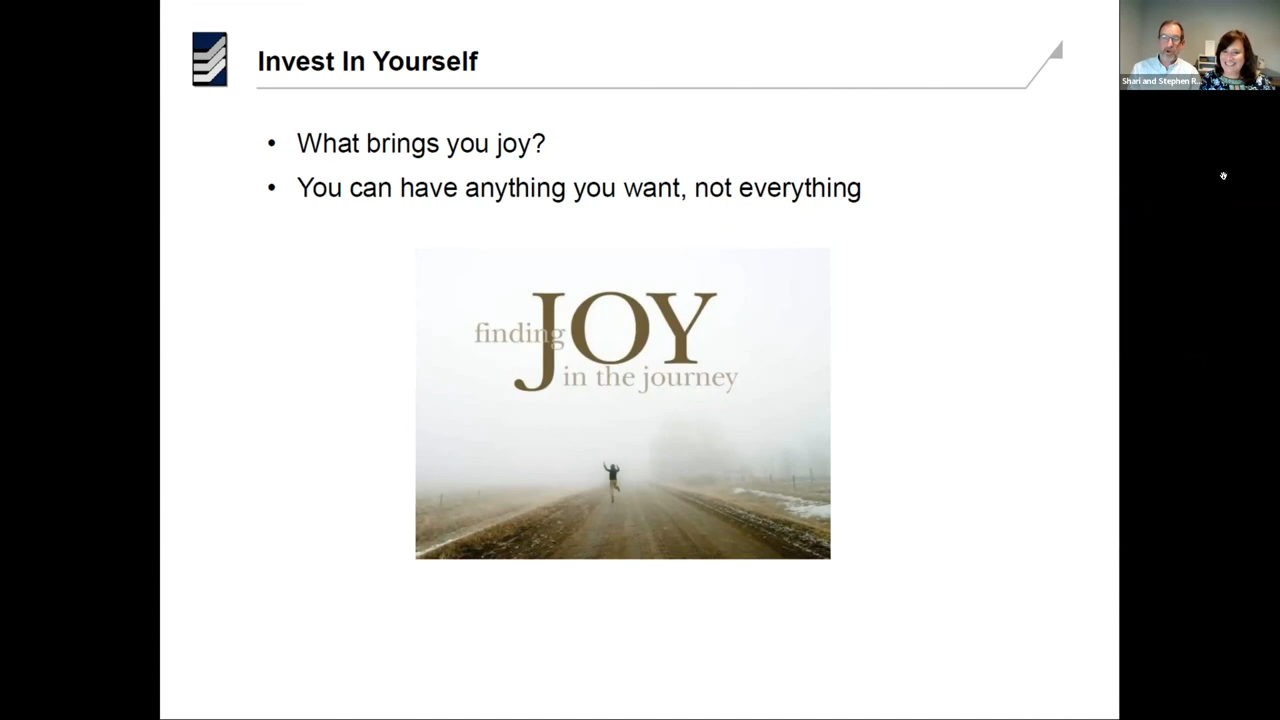 Invest In Yourself
Shari and Stephen R...
• What brings you joy?
• You can have anything you want, not everything
finding JOY
in the journey